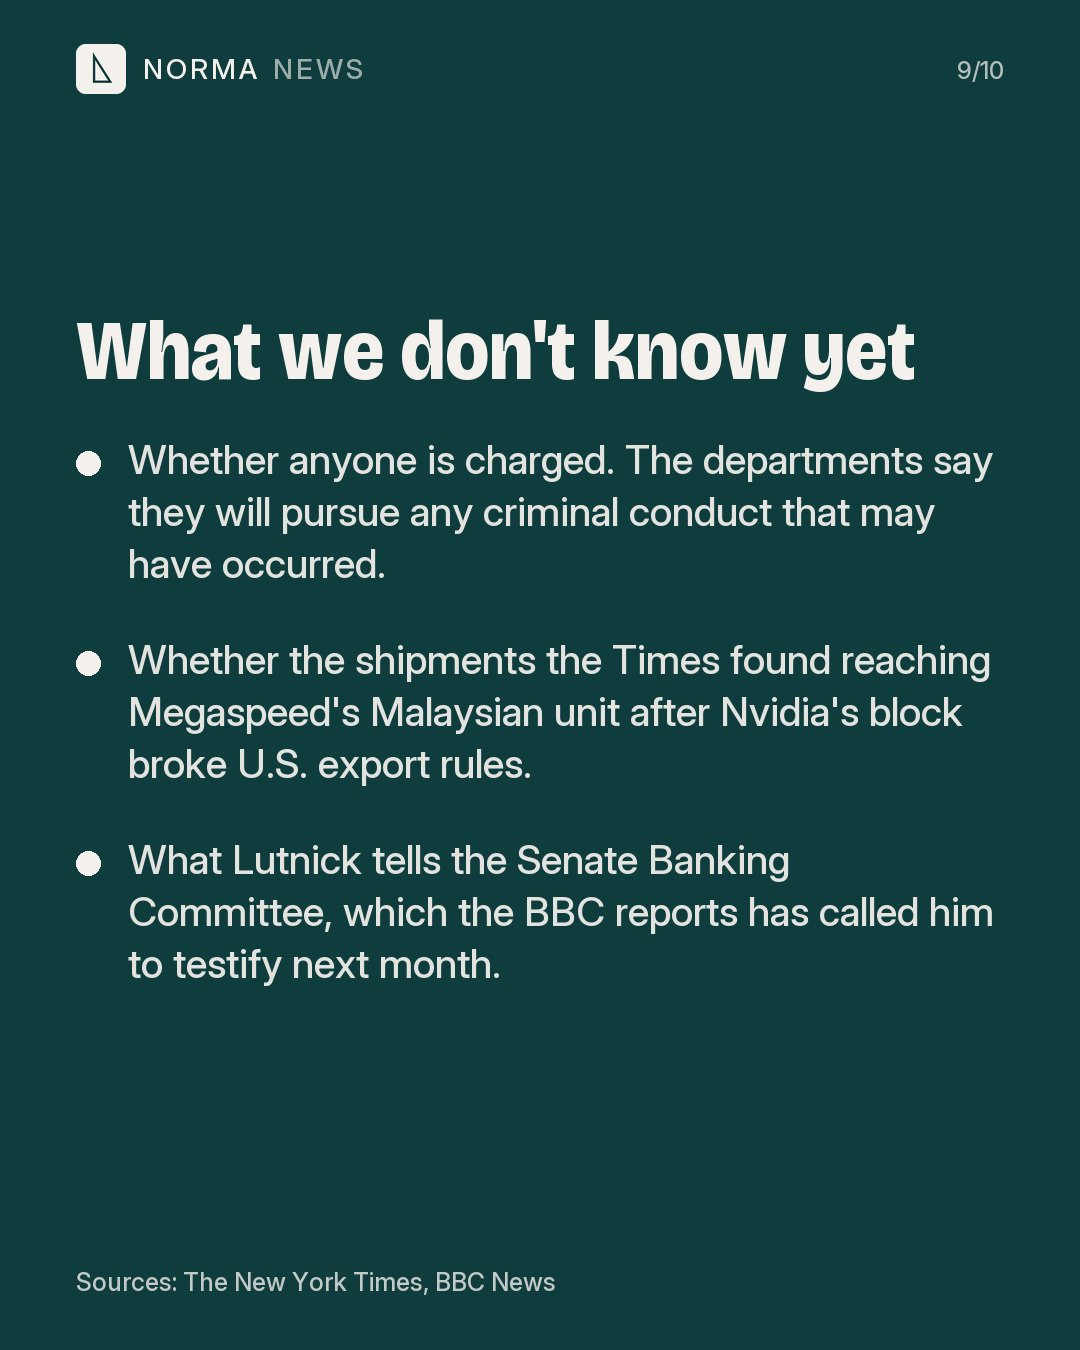 NORMA NEWS
9/10
What we don't know yet
Whether anyone is charged. The departments say
they will pursue any criminal conduct that may
have occurred.
Whether the shipments the Times found reaching
Megaspeed's Malaysian unit after Nvidia's block
broke U.S. export rules.
What Lutnick tells the Senate Banking
Committee, which the BBC reports has called him
to testify next month.
Sources: The New York Times, BBC News